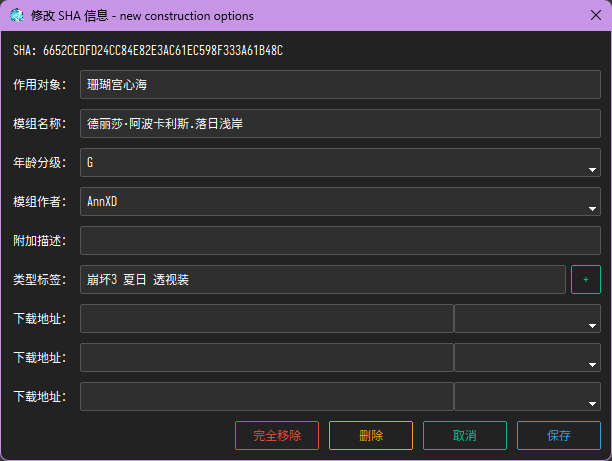 修改 SHA 信息 - new construction options
SHA: 6652CEDFD24CC84E82E3AC61EC598F333A61B48C
作用对象: 珊瑚宫心海
模组名称: 德丽莎·阿波卡利斯.落日浅岸
年龄分级: G
模组作者: AnnXD
附加描述:
类型标签: 崩坏3 夏日 透视装 +
下载地址:
下载地址:
下载地址:
完全移除 删除 取消 保存